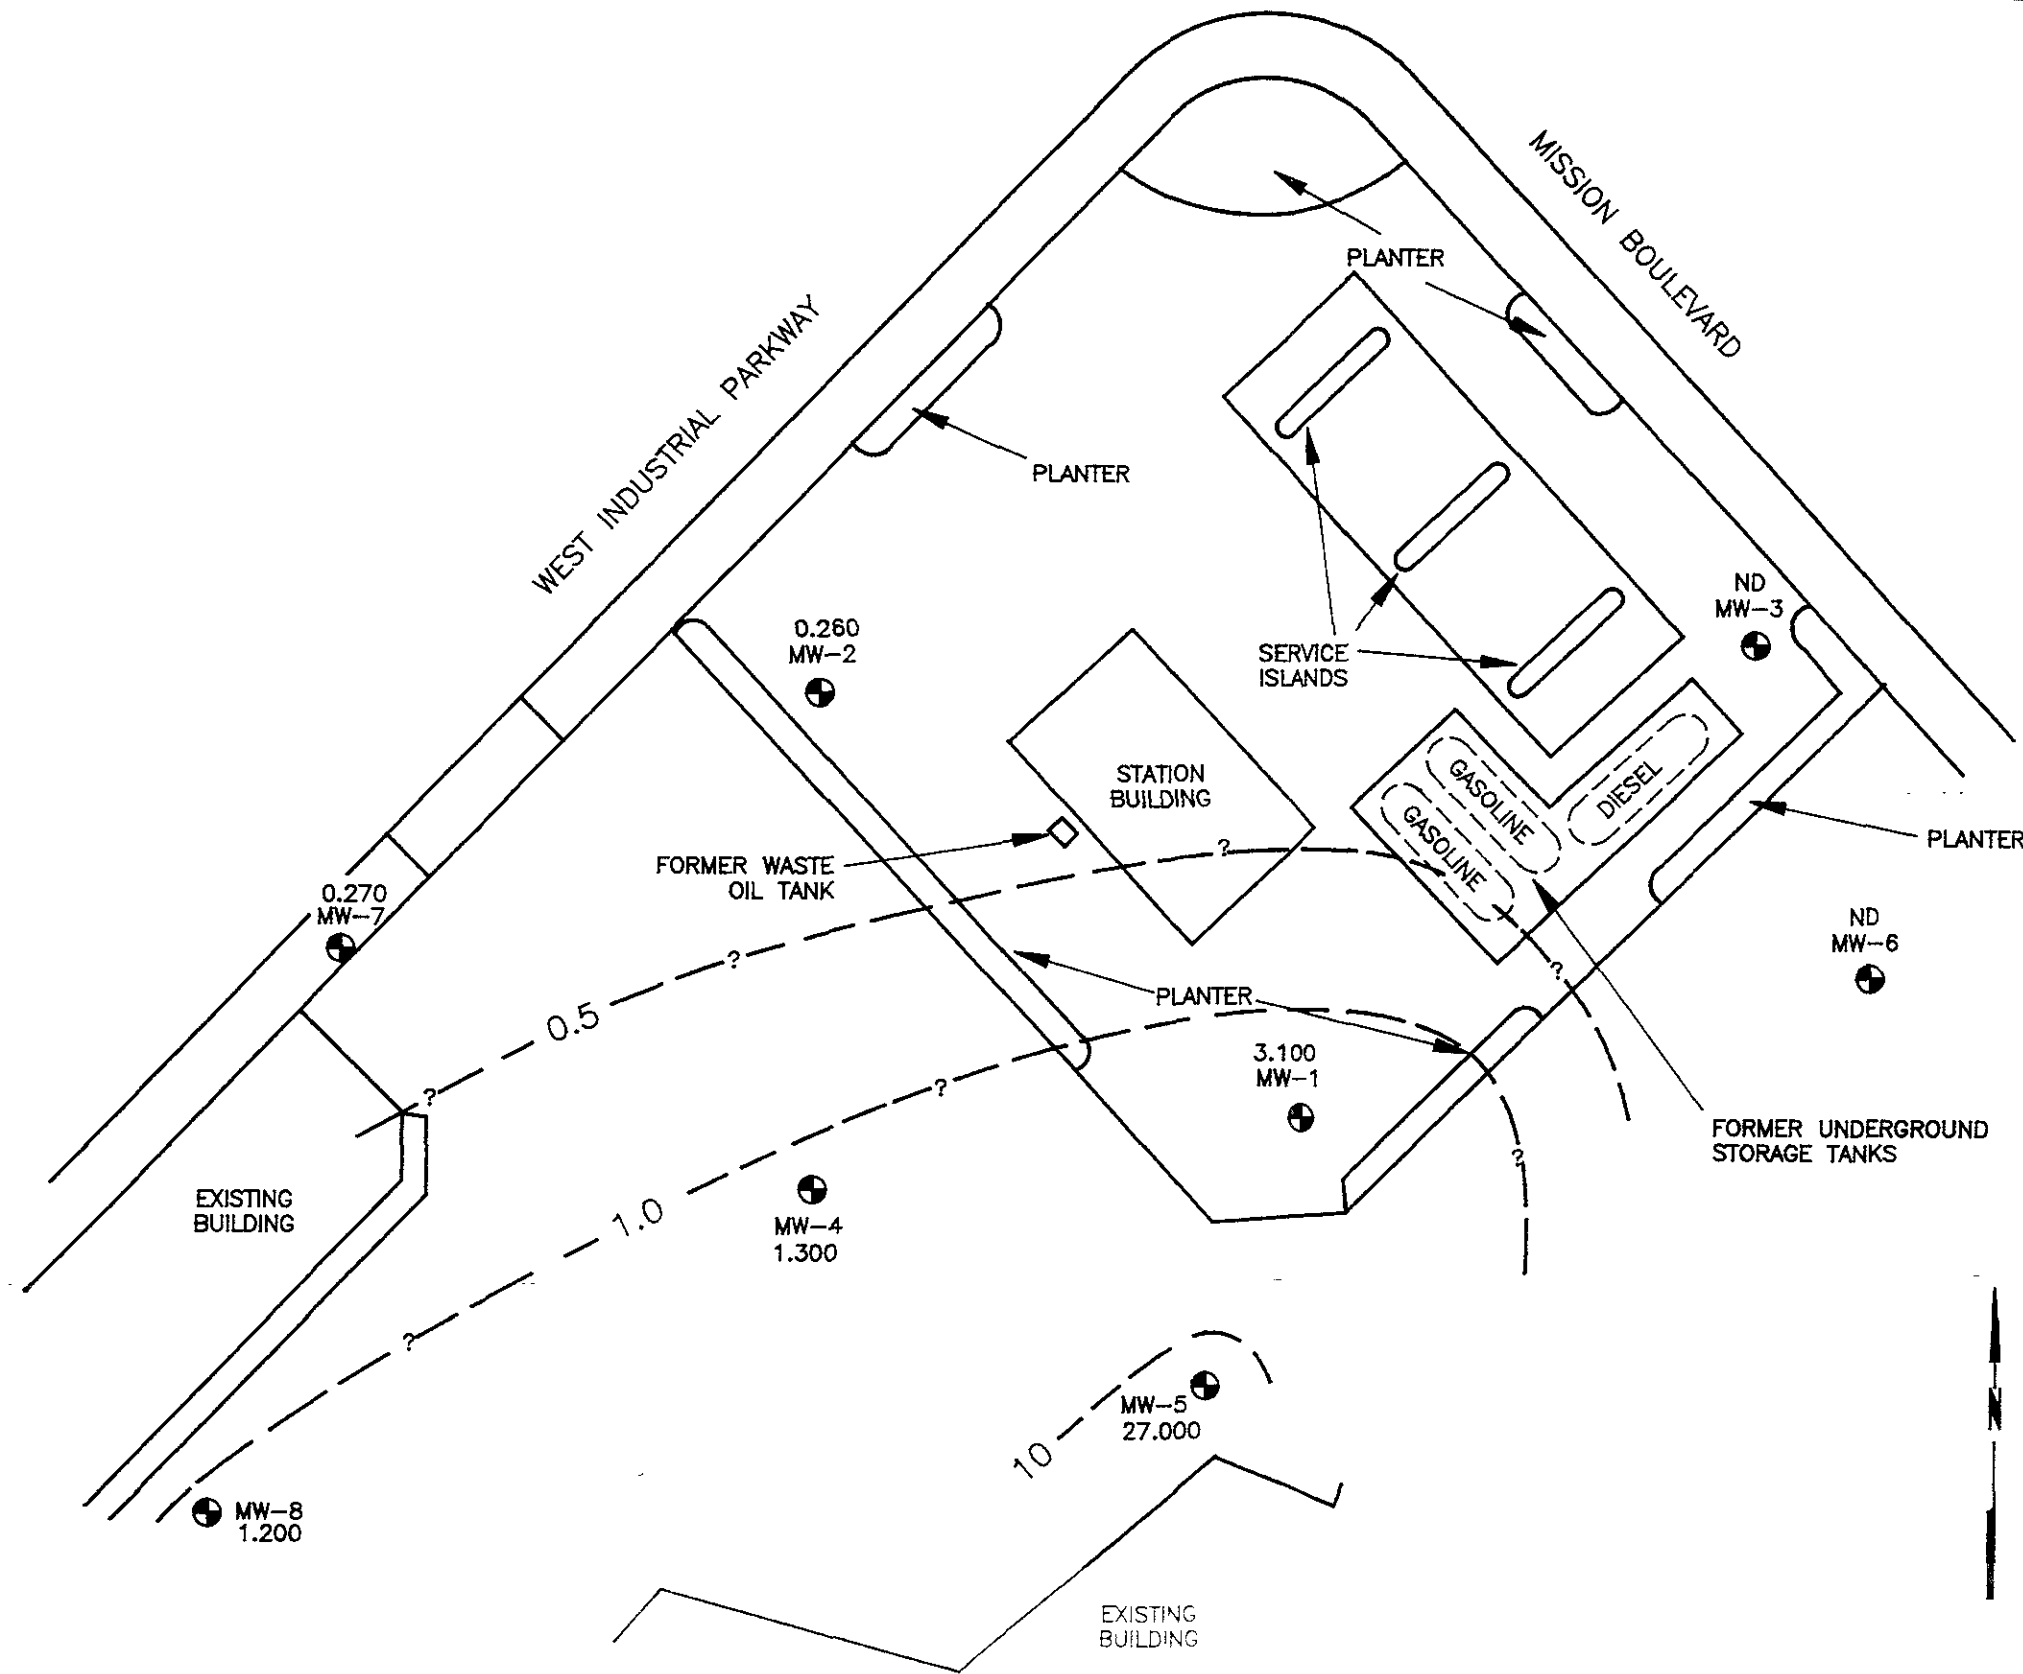 MISSION BOULEVARD
PLANTER
WEST INDUSTRIAL PARKWAY
PLANTER
ND
MW-3
0.260
MW-2
SERVICE
ISLANDS
STATION
BUILDING
GASOLINE
GASOLINE
DIESEL
PLANTER
FORMER WASTE
OIL TANK
?
0.270
MW-7
ND
MW-6
?
?
PLANTER
0.5
3.100
MW-1
?
?
?
FORMER UNDERGROUND
STORAGE TANKS
EXISTING
BUILDING
1.0
MW-4
1.300
?
MW-5
27.000
10
N
MW-8
1.200
EXISTING
BUILDING